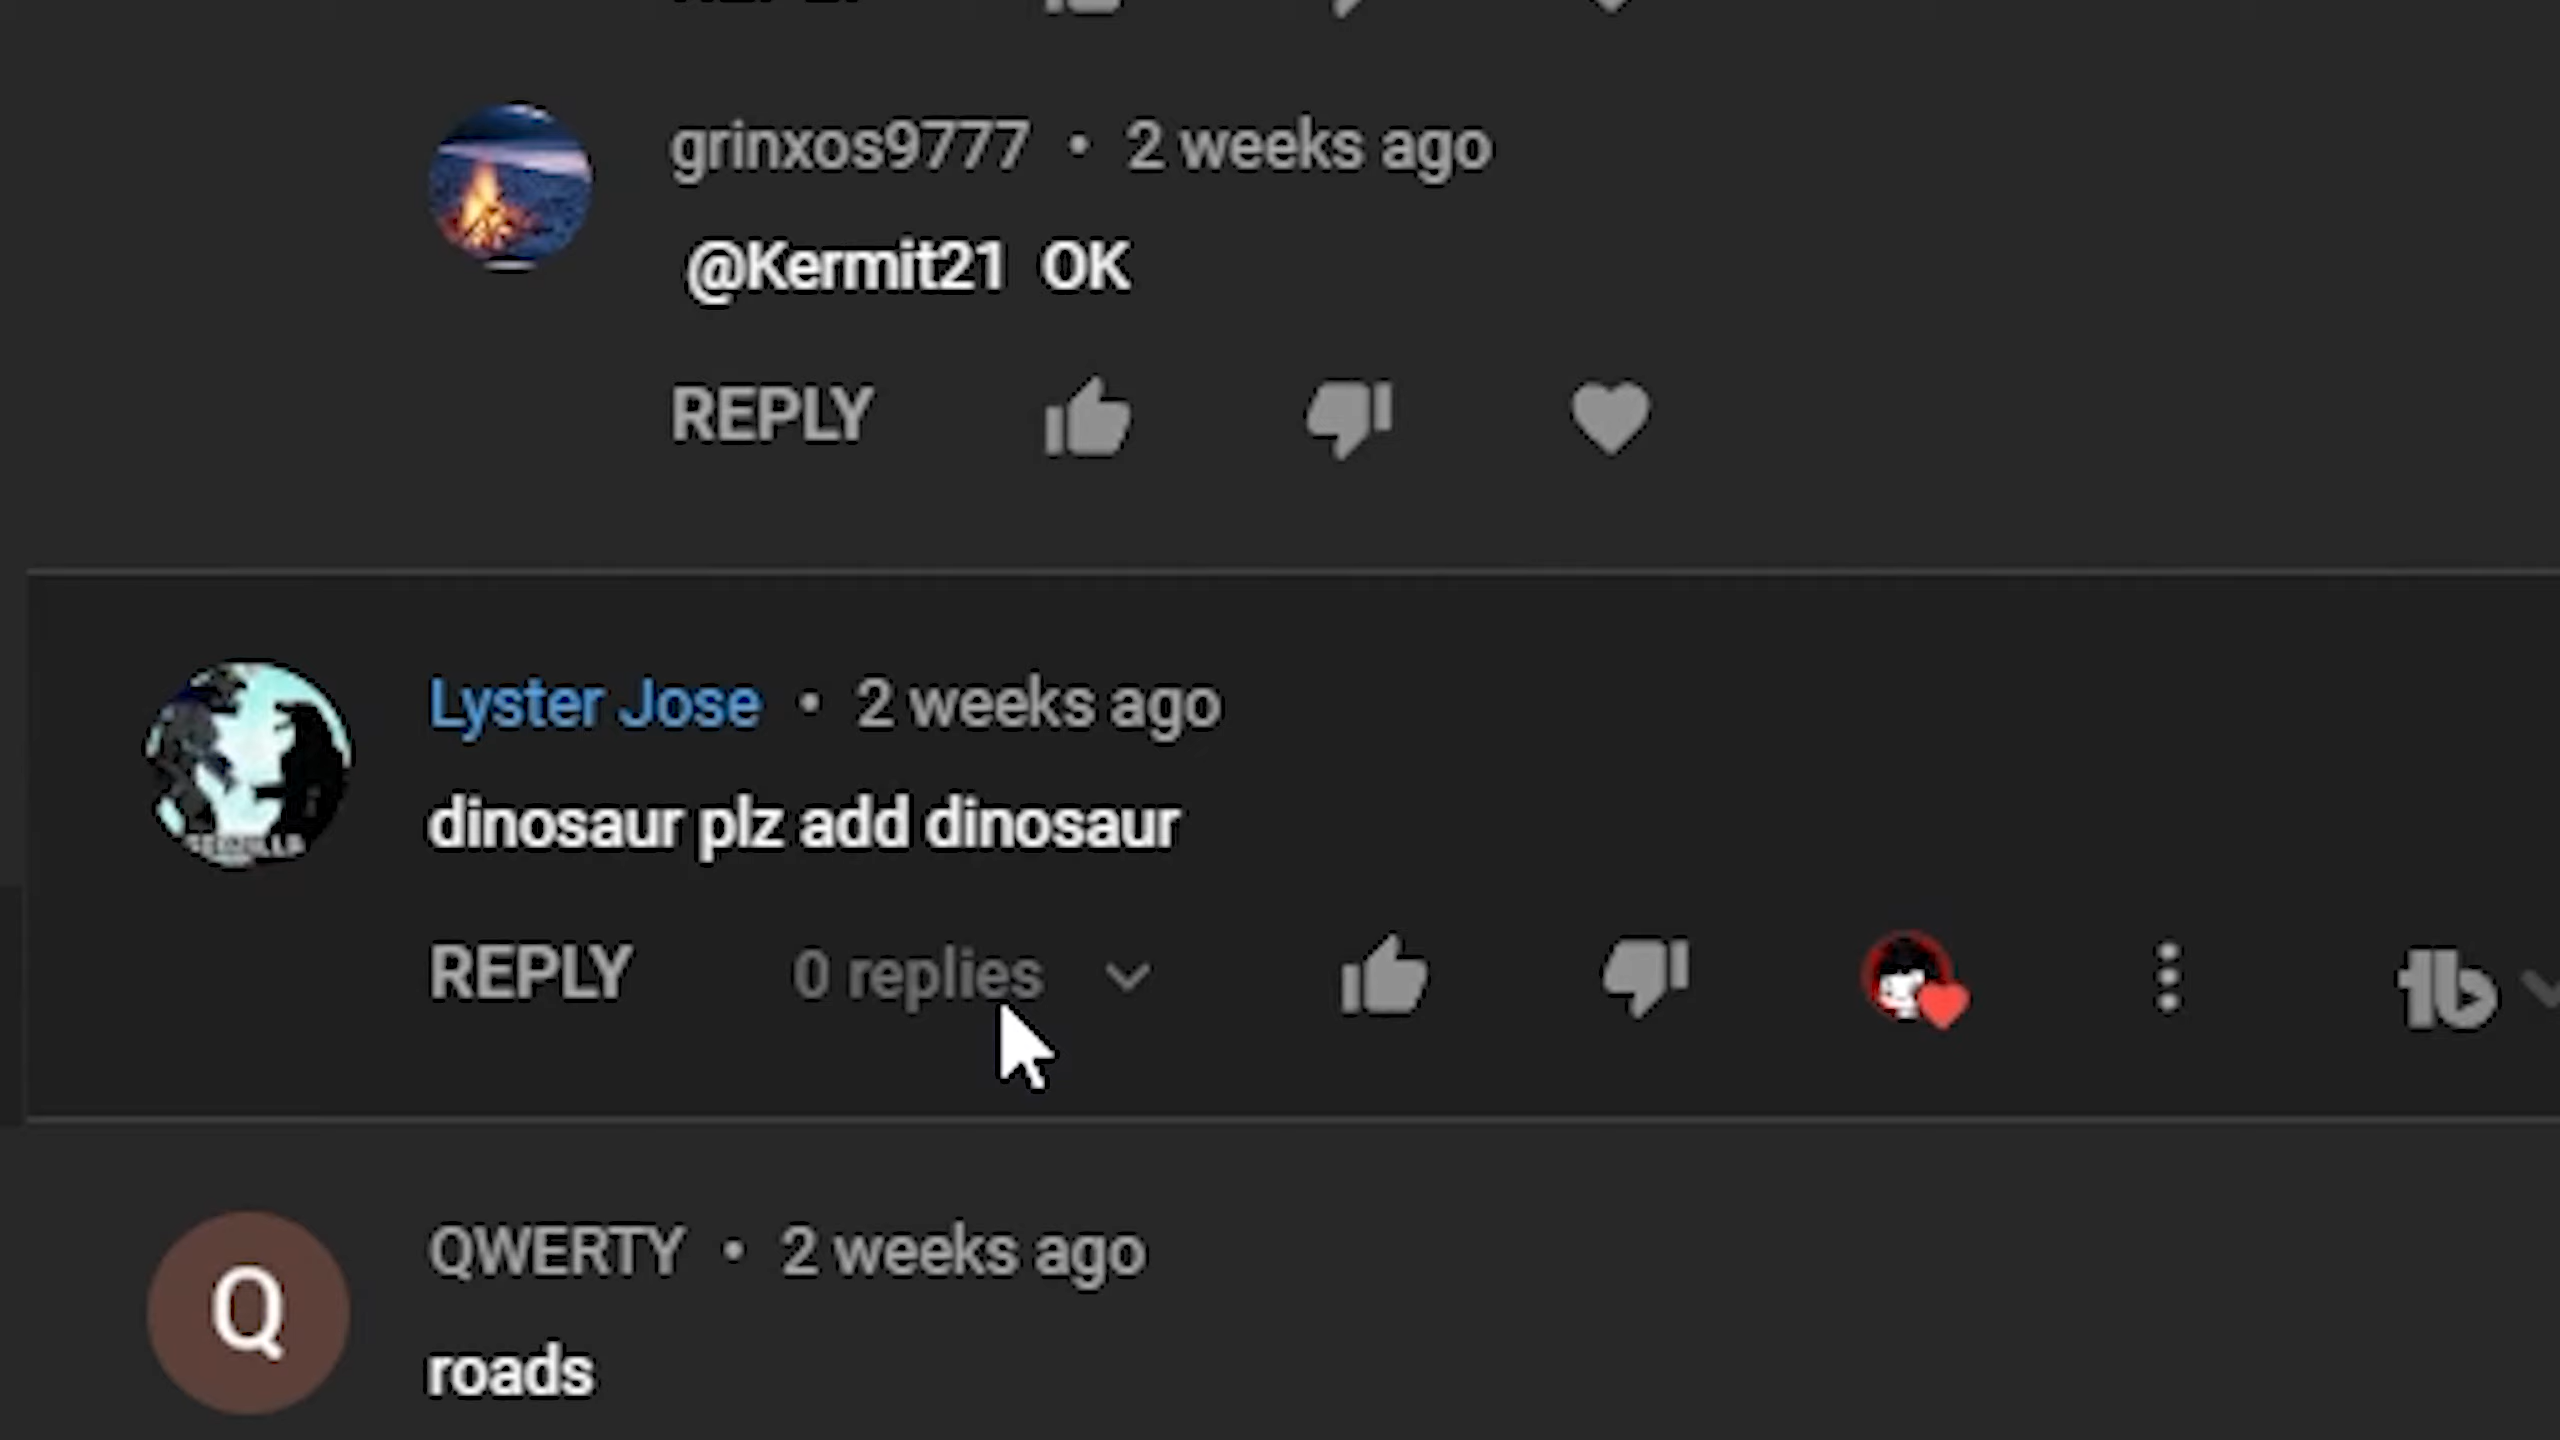 grinxos9777 • 2 weeks ago
@Kermit21 OK
REPLY
Lyster Jose • 2 weeks ago
dinosaur plz add dinosaur
REPLY 0 replies
tb
Q
QWERTY • 2 weeks ago
roads